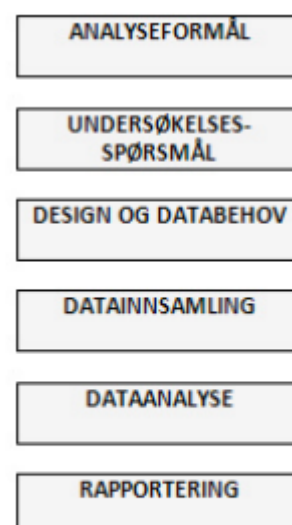 ANALYSEFORMÅL
UNDERSØKELSES-
SPØRSMÅL
DESIGN OG DATABEHOV
DATAINNSAMLING
DATAANALYSE
RAPPORTERING